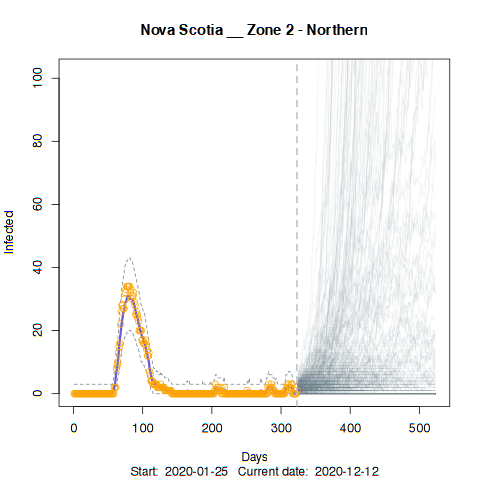 Nova Scotia __ Zone 2 - Northern
Infected
0 20 40 60 80 100
0 100 200 300 400 500
Days
Start: 2020-01-25 Current date: 2020-12-12